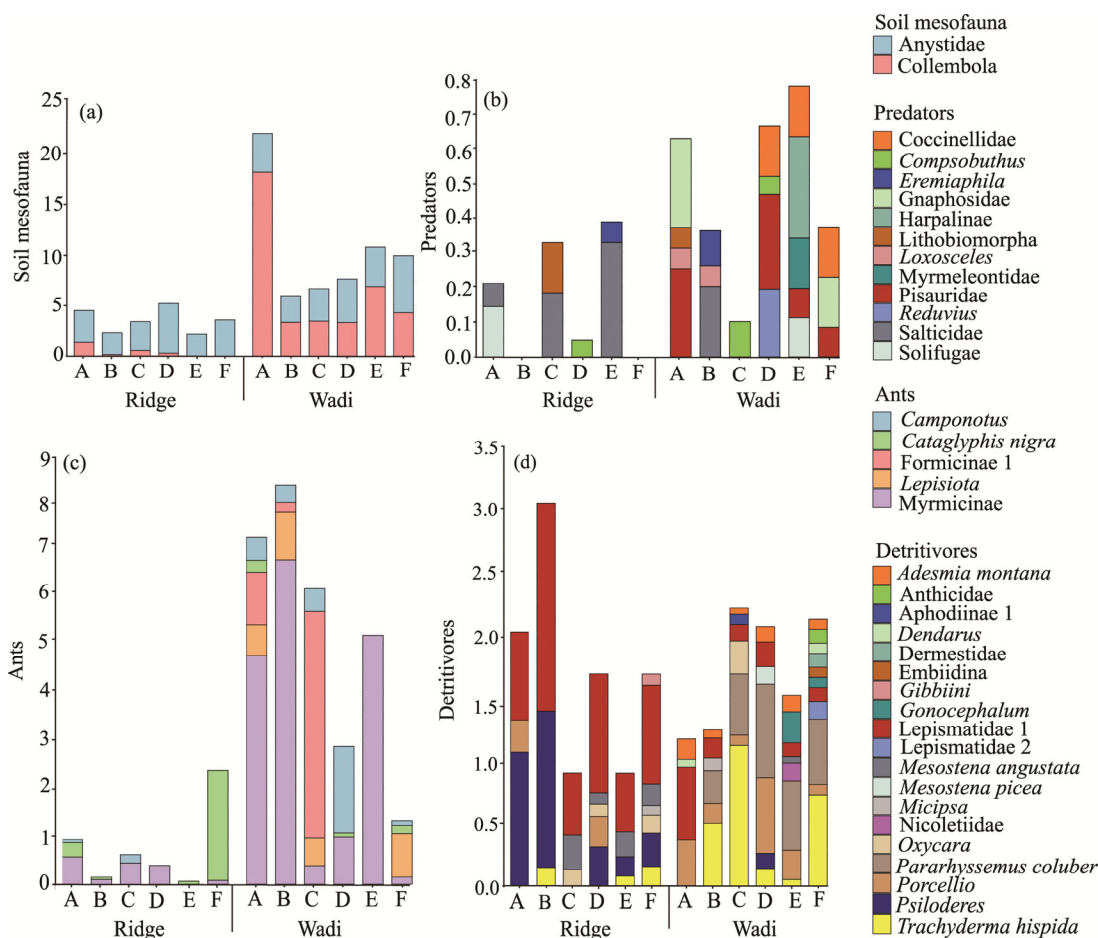 (a)
Soil mesofauna
25
20
15
10
5
0
A B C D E F A B C D E F
Ridge Wadi
(b)
Predators
0.8
0.7
0.6
0.5
0.4
0.3
0.2
0.1
0.0
A B C D E F A B C D E F
Ridge Wadi
(c)
Ants
9
8
7
6
5
4
3
2
1
0
A B C D E F A B C D E F
Ridge Wadi
(d)
Detritivores
3.5
3.0
2.5
2.0
1.5
1.0
0.5
0.0
A B C D E F A B C D E F
Ridge Wadi
Soil mesofauna
Anystidae
Collembola
Predators
Coccinellidae
Compsobuthus
Eremiaphila
Gnaphosidae
Harpalinae
Lithobiomorpha
Loxosceles
Myrmeleontidae
Pisauridae
Reduvius
Salticidae
Solifugae
Ants
Camponotus
Cataglyphis nigra
Formicinae 1
Lepisiota
Myrmicinae
Detritivores
Adesmia montana
Anthicidae
Aphodiinae 1
Dendarus
Dermestidae
Embiidina
Gibbiini
Gonocephalum
Lepismatidae 1
Lepismatidae 2
Mesostena angustata
Mesostena picea
Micipsa
Nicoletiidae
Oxycara
Pararhyssemus coluber
Porcellio
Psiloderes
Trachyderma hispida